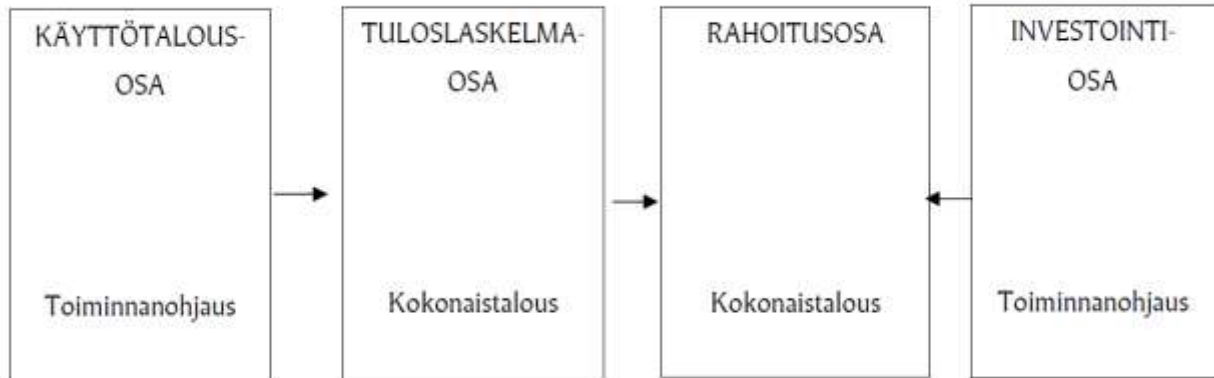 KÄYTTÖTALOUS-
OSA
Toiminnanohjaus
TULOSLASKELMA-
OSA
Kokonaistalous
RAHOITUSOSA
Kokonaistalous
INVESTOINTI-
OSA
Toiminnanohjaus